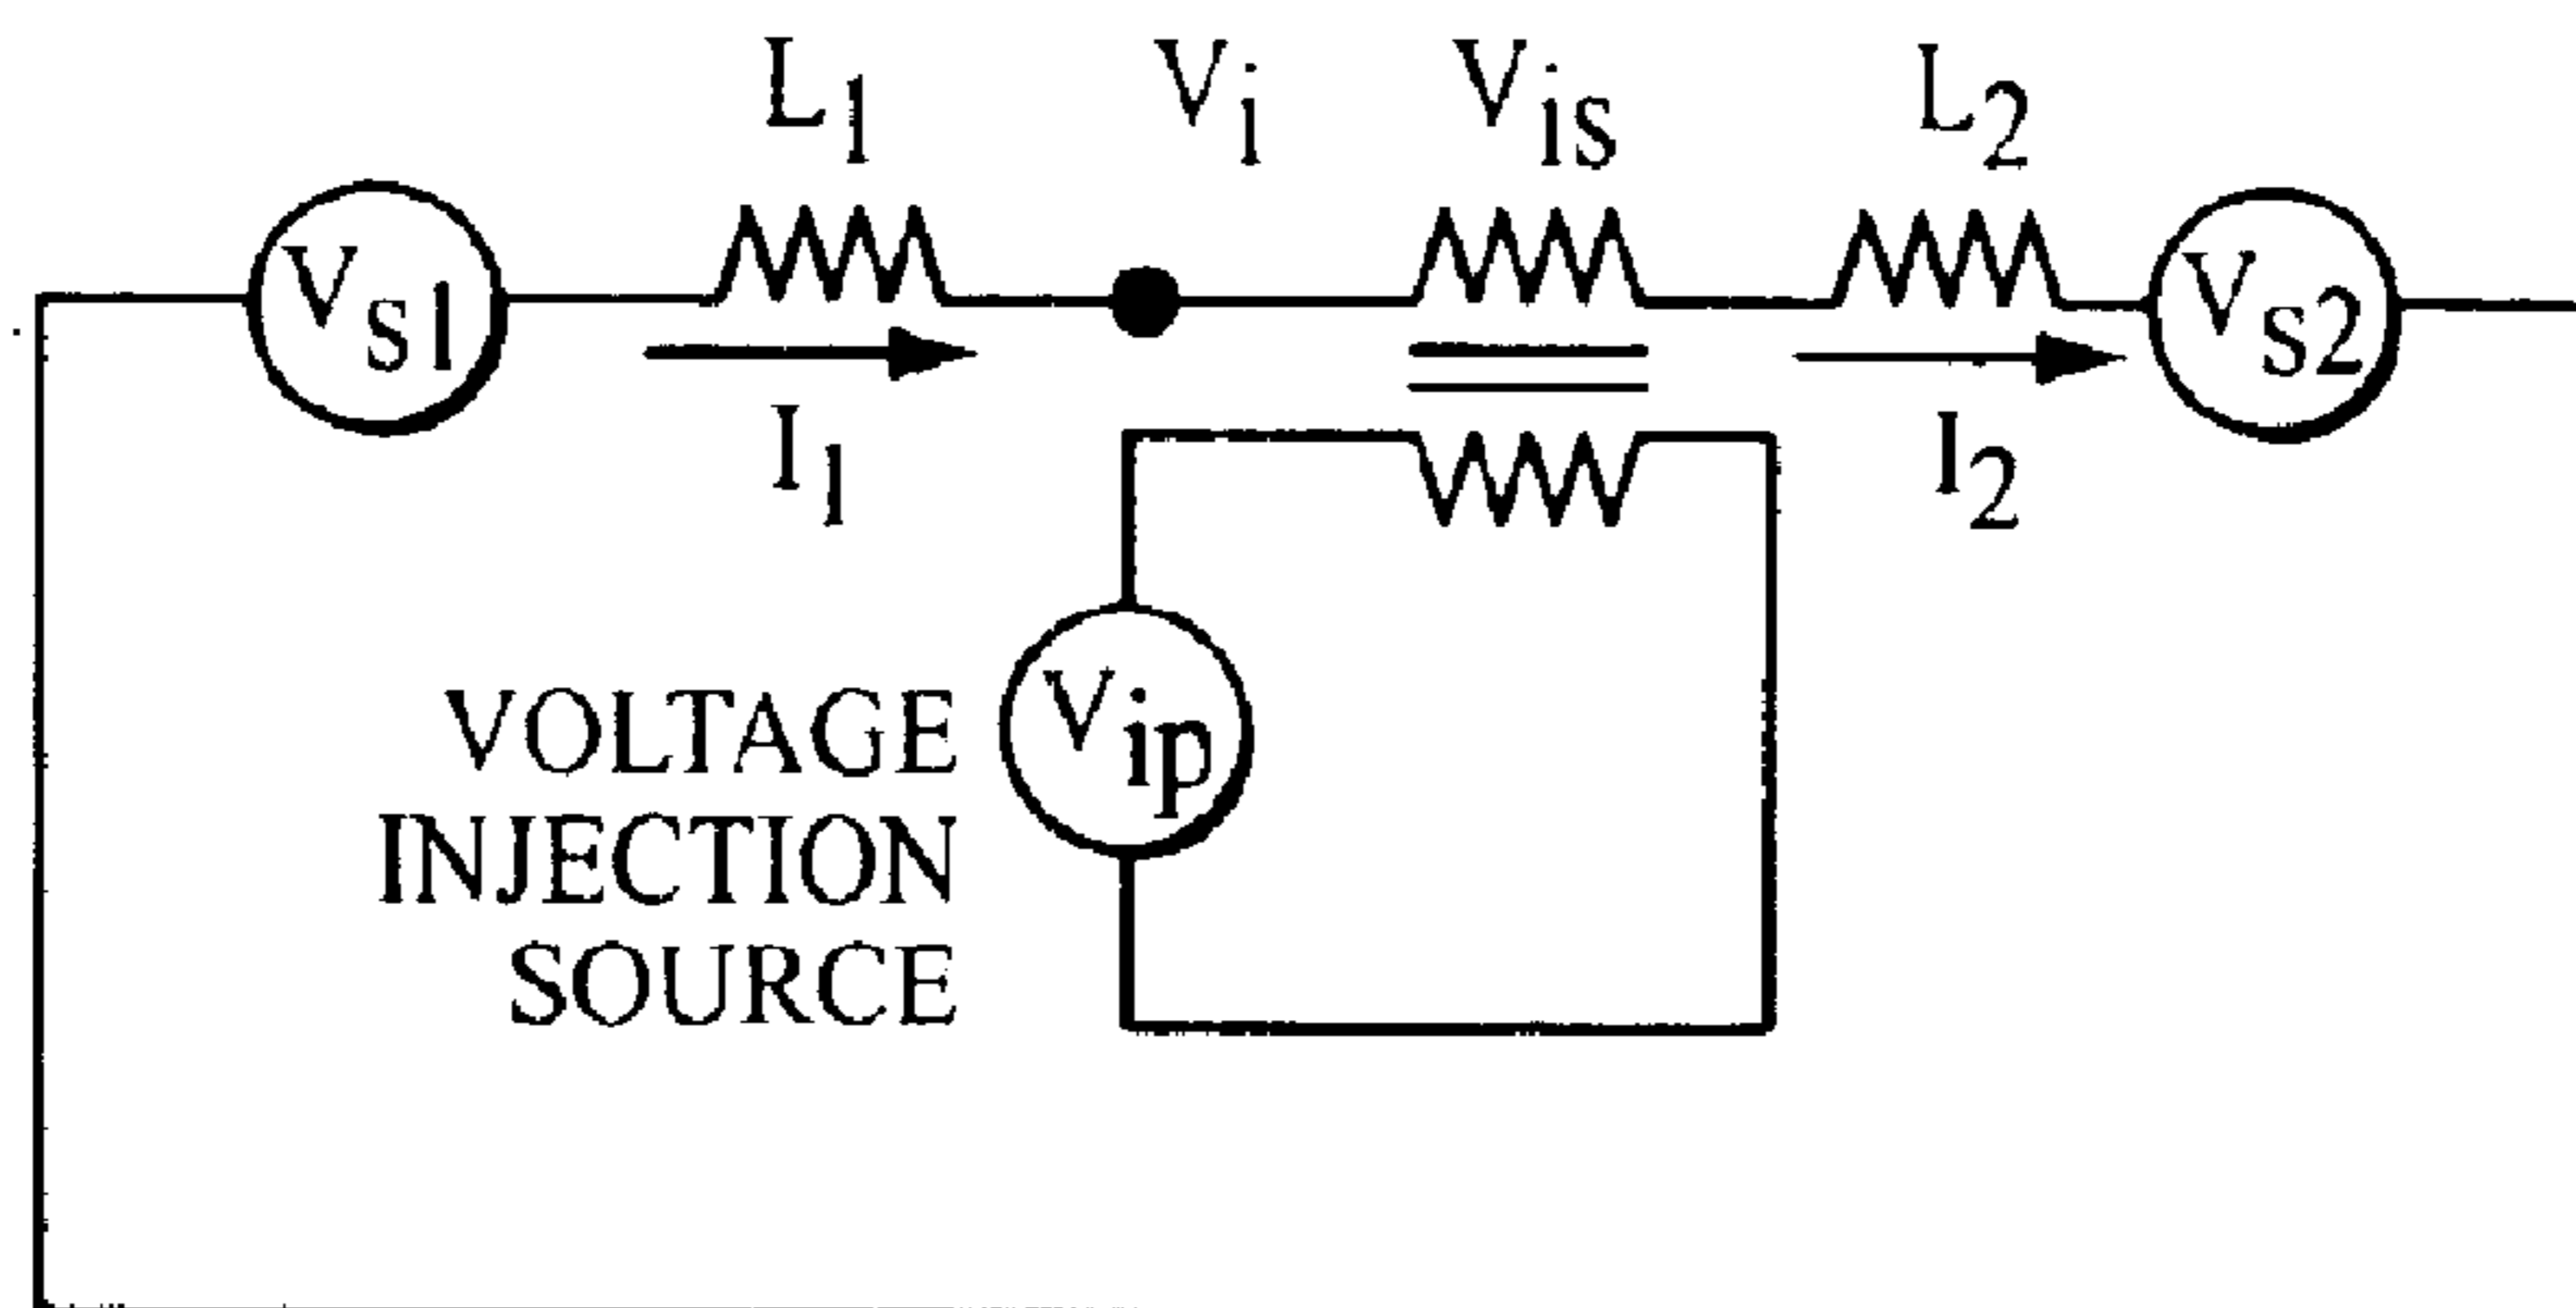 L1 Vi Vis L2
Vs1 Vs2
I1 I2
Vip
VOLTAGE
INJECTION
SOURCE